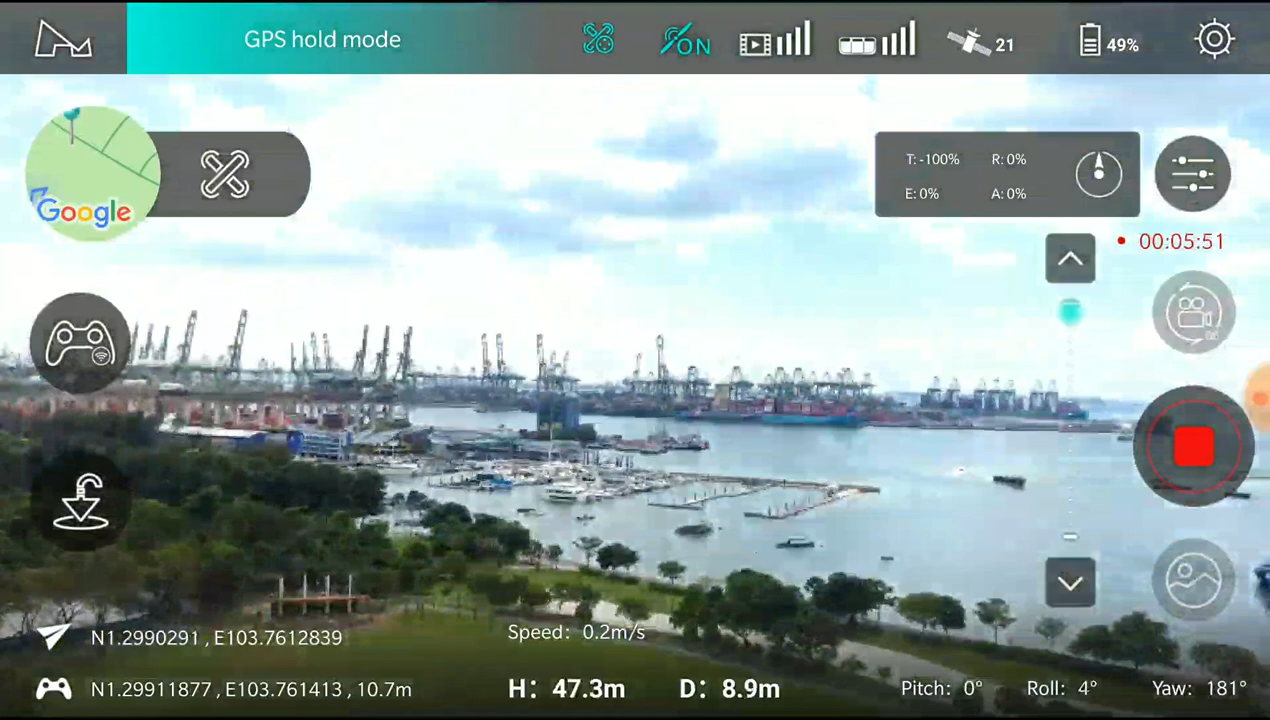 GPS hold mode
ON
21
49%
Google
T: -100% R: 0%
E: 0% A: 0%
00:05:51
N1.2990291 , E103.7612839
Speed: 0.2m/s
N1.29911877 , E103.761413 , 10.7m
H: 47.3m
D: 8.9m
Pitch: 0°
Roll: 4°
Yaw: 181°